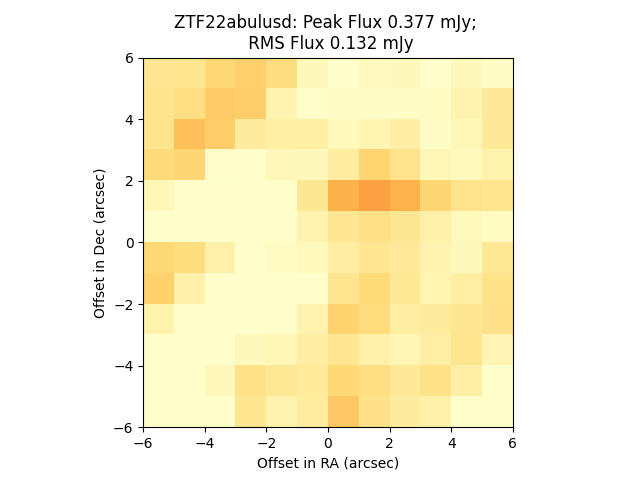 ZTF22abulusd: Peak Flux 0.377 mJy;
RMS Flux 0.132 mJy
6
4
2
0
−2
−4
−6
Offset in Dec (arcsec)
−6 −4 −2 0 2 4 6
Offset in RA (arcsec)